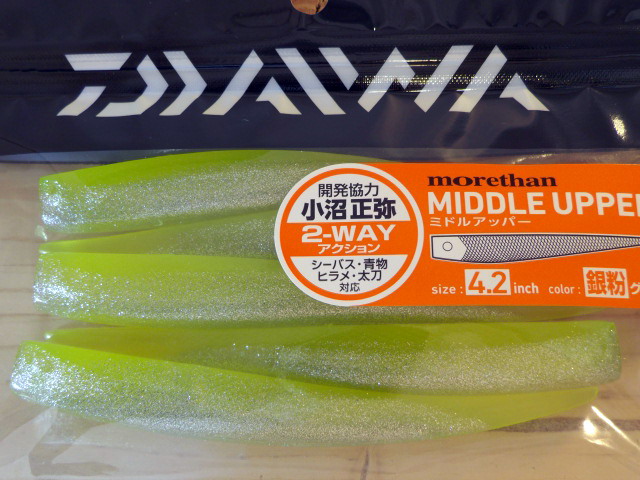 DAIWA
開発協力
小沼 正弥
2-WAY
アクション
シーバス・青物
ヒラメ・太刀
対応
morethan
MIDDLE UPPE
ミドルアッパー
size : 4.2 inch color : 銀粉グ